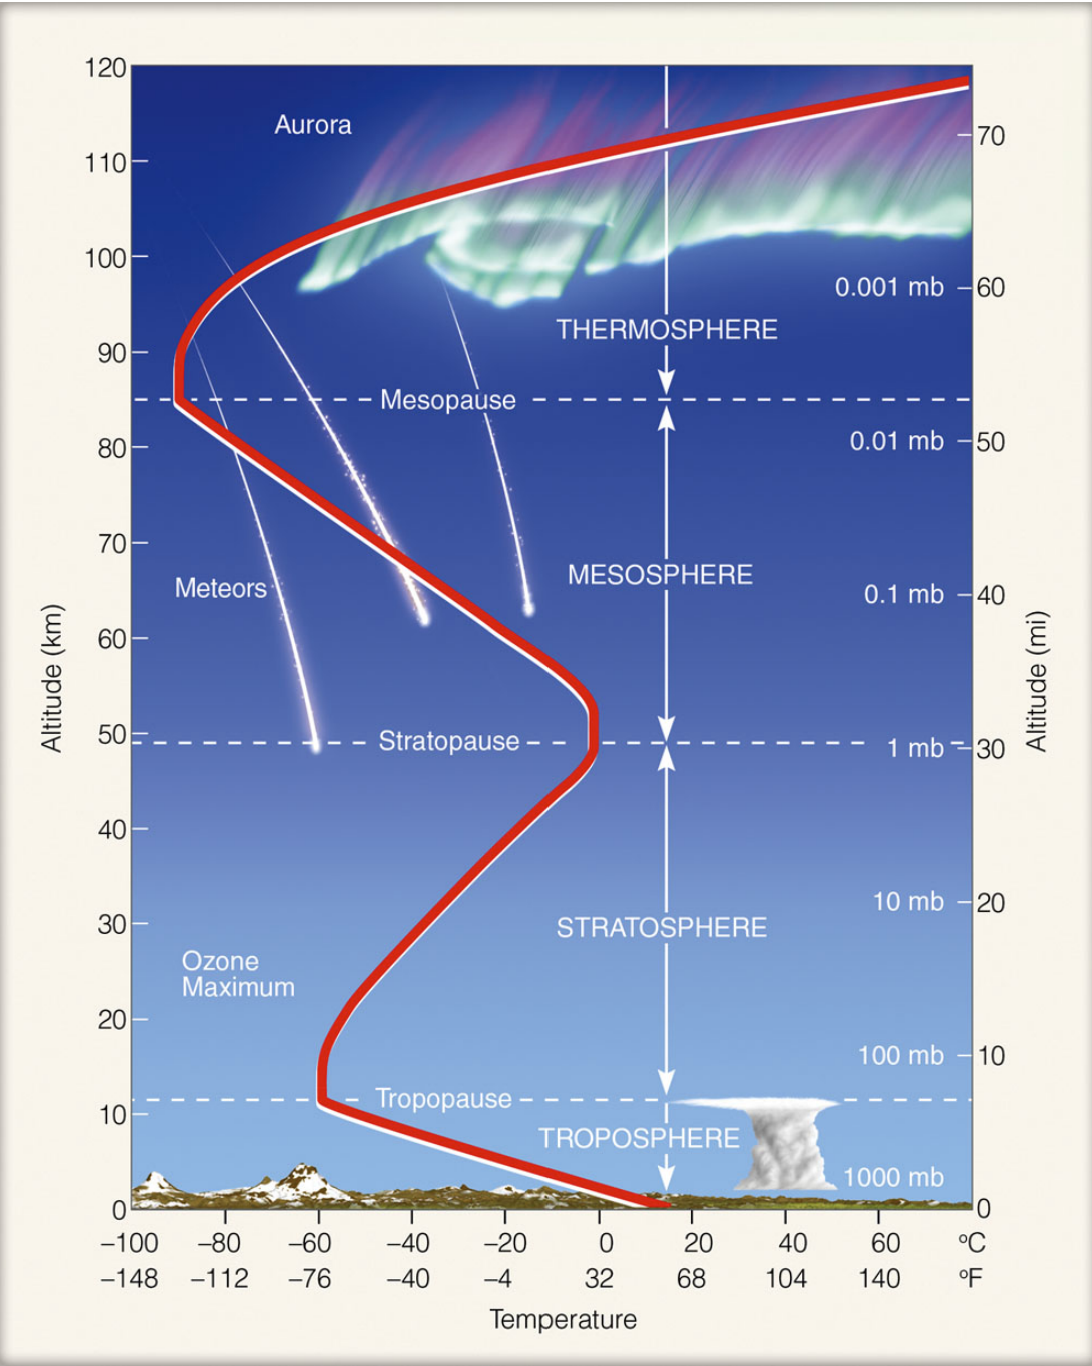 120
110
100
90
80
70
60
50
40
30
20
10
0
Altitude (km)
Aurora
THERMOSPHERE
Mesopause
Meteors
MESOSPHERE
Stratopause
STRATOSPHERE
Ozone
Maximum
Tropopause
TROPOSPHERE
0.001 mb
0.01 mb
0.1 mb
1 mb
10 mb
100 mb
1000 mb
70
60
50
40
30
20
10
0
Altitude (mi)
–100 –80 –60 –40 –20 0 20 40 60 °C
–148 –112 –76 –40 –4 32 68 104 140 °F
Temperature